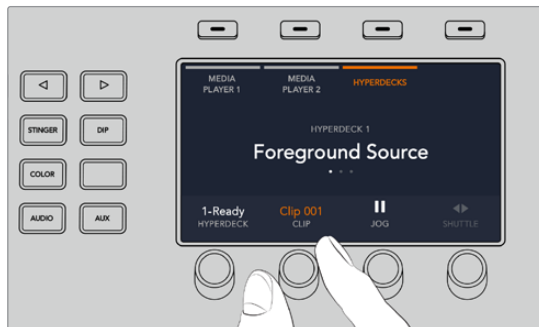 MEDIA
PLAYER 1
MEDIA
PLAYER 2
HYPERDECKS
STINGER
DIP
HYPERDECK 1
Foreground Source
COLOR
1-Ready
HYPERDECK
Clip 001
CLIP
JOG
SHUTTLE
AUDIO
AUX